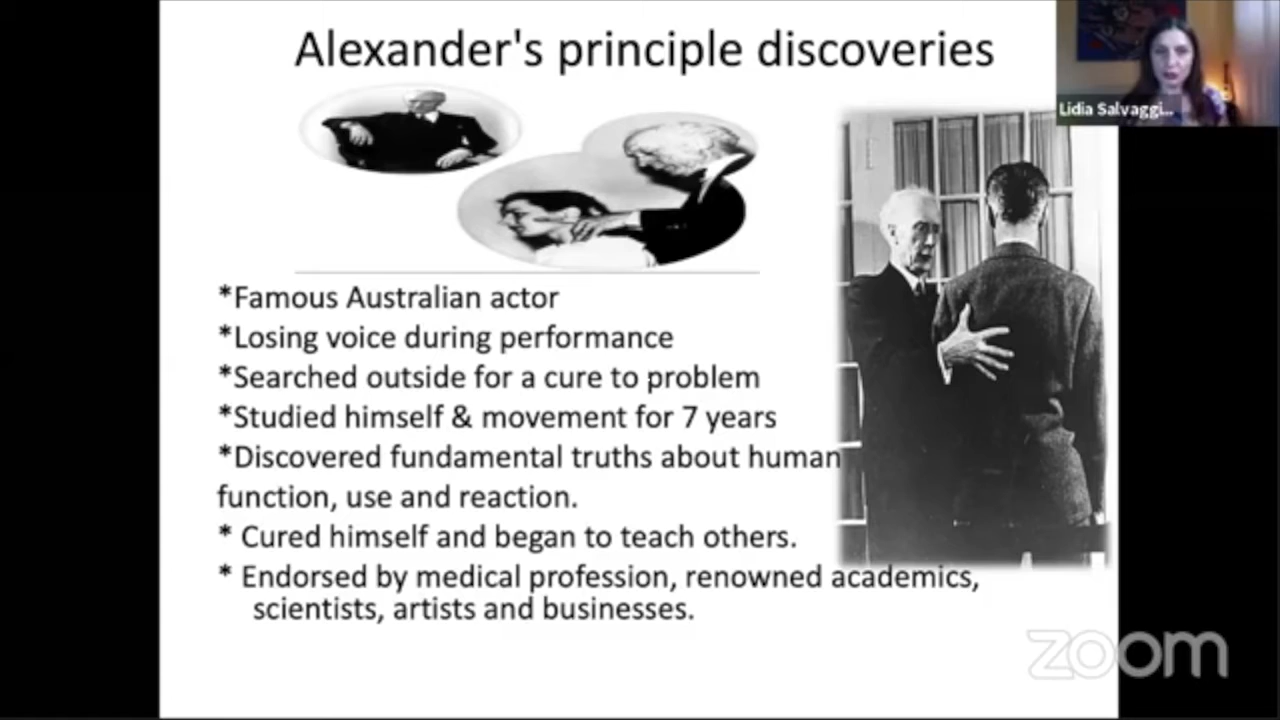 Alexander's principle discoveries
Lidia Salvaggi...
*Famous Australian actor
*Losing voice during performance
*Searched outside for a cure to problem
*Studied himself & movement for 7 years
*Discovered fundamental truths about human
function, use and reaction.
* Cured himself and began to teach others.
* Endorsed by medical profession, renowned academics,
scientists, artists and businesses.
zoom